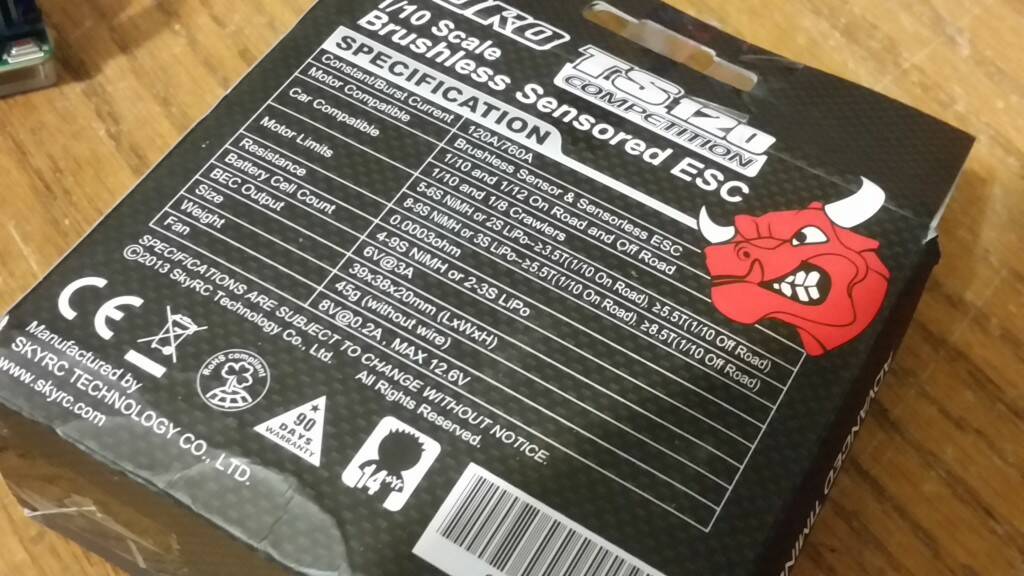 1/10 Scale
Brushless Sensored ESC
TS120
COMPETITION
SPECIFICATION
Constant/Burst Current 120A/760A
Motor Compatible Brushless Sensor & Sensorless ESC
Car Compatible 1/10 and 1/12 On Road and Off Road
1/10 and 1/8 Crawlers
Motor Limits 5-6S NiMH or 2S LiPo-≥3.5T(1/10 On Road), ≥5.5T(1/10 Off Road)
8-9S NiMH or 3S LiPo-≥5.5T(1/10 On Road), ≥8.5T(1/10 Off Road)
Resistance 0.0003ohm
Battery Cell Count 4-9S NiMH or 2-3S LiPo
BEC Output 6V@3A
Size 39x38x20mm (LxWxH)
Weight 45g (without wire)
Fan 6V@0.2A, MAX 12.6V
SPECIFICATIONS ARE SUBJECT TO CHANGE WITHOUT NOTICE.
©2013 SkyRC Technology Co., Ltd. All Rights Reserved.
CE
RoHS compliant
90
DAYS
WARRANTY
14+Yr
Manufactured by
SKYRC TECHNOLOGY CO., LTD.
www.skyrc.com